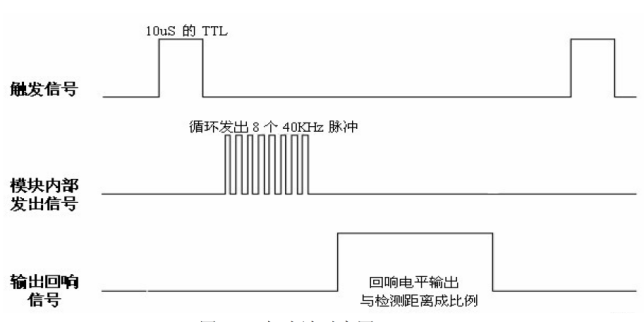 10uS 的 TTL
触发信号
循环发出 8 个 40KHz 脉冲
模块内部
发出信号
输出回响
信号
回响电平输出
与检测距离成比例